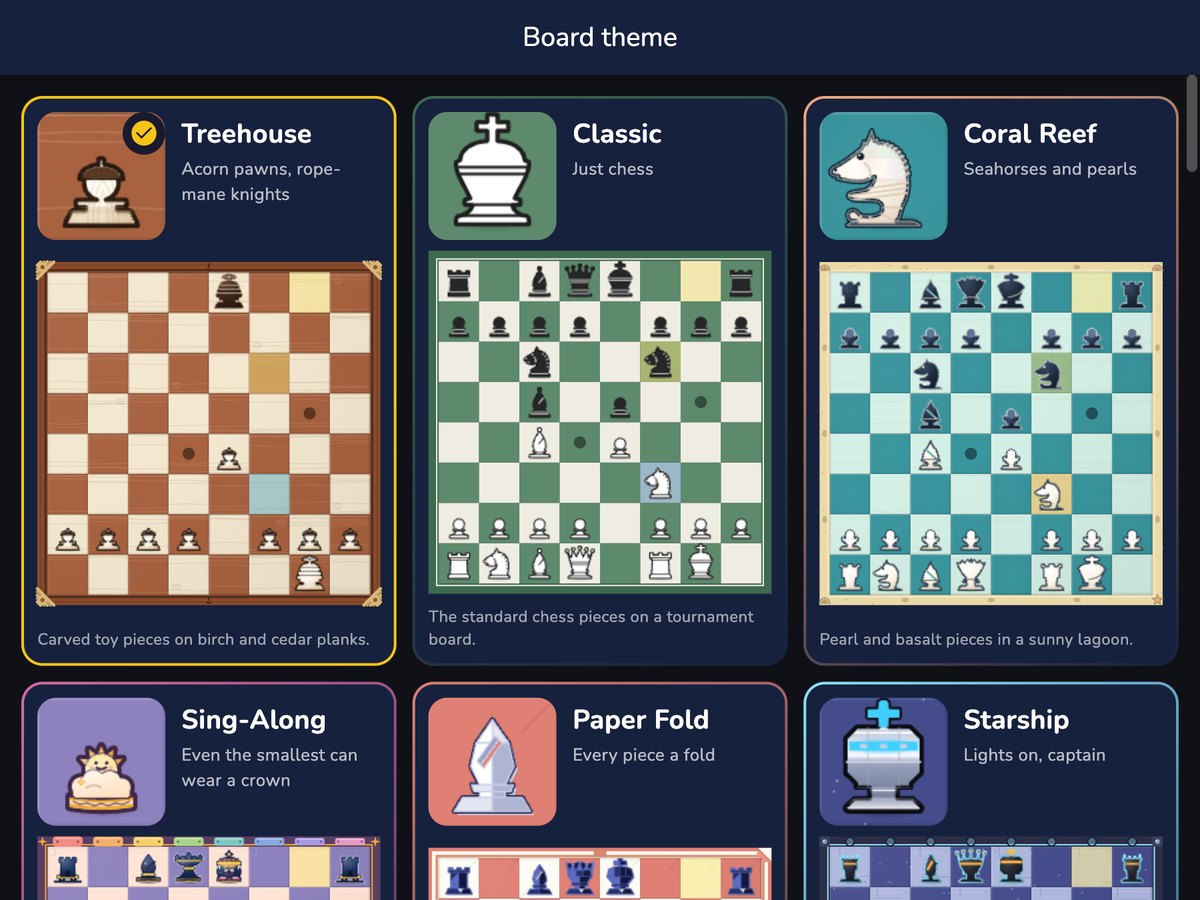 Board theme
Treehouse
Acorn pawns, rope-
mane knights
Carved toy pieces on birch and cedar planks.
Classic
Just chess
The standard chess pieces on a tournament
board.
Coral Reef
Seahorses and pearls
Pearl and basalt pieces in a sunny lagoon.
Sing-Along
Even the smallest can
wear a crown
Paper Fold
Every piece a fold
Starship
Lights on, captain